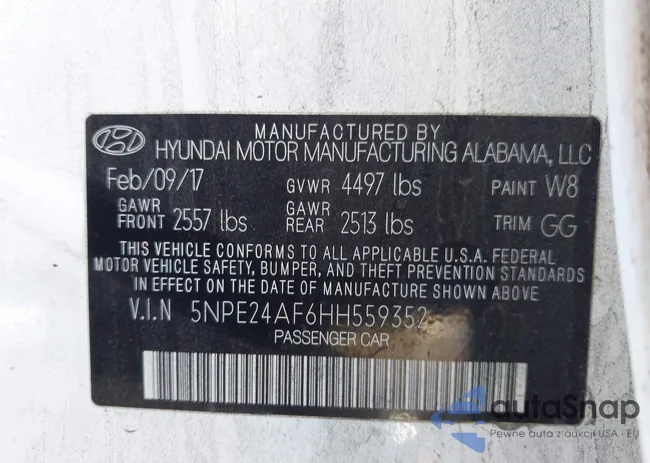 MANUFACTURED BY
HYUNDAI MOTOR MANUFACTURING ALABAMA, LLC
Feb/09/17 GVWR 4497 lbs PAINT W8
GAWR FRONT 2557 lbs GAWR REAR 2513 lbs TRIM GG
THIS VEHICLE CONFORMS TO ALL APPLICABLE U.S.A. FEDERAL
MOTOR VEHICLE SAFETY, BUMPER, AND THEFT PREVENTION STANDARDS
IN EFFECT ON THE DATE OF MANUFACTURE SHOWN ABOVE.
V.I.N 5NPE24AF6HH559352
PASSENGER CAR
autaSnap
Pewne auta z aukcji USA i EU